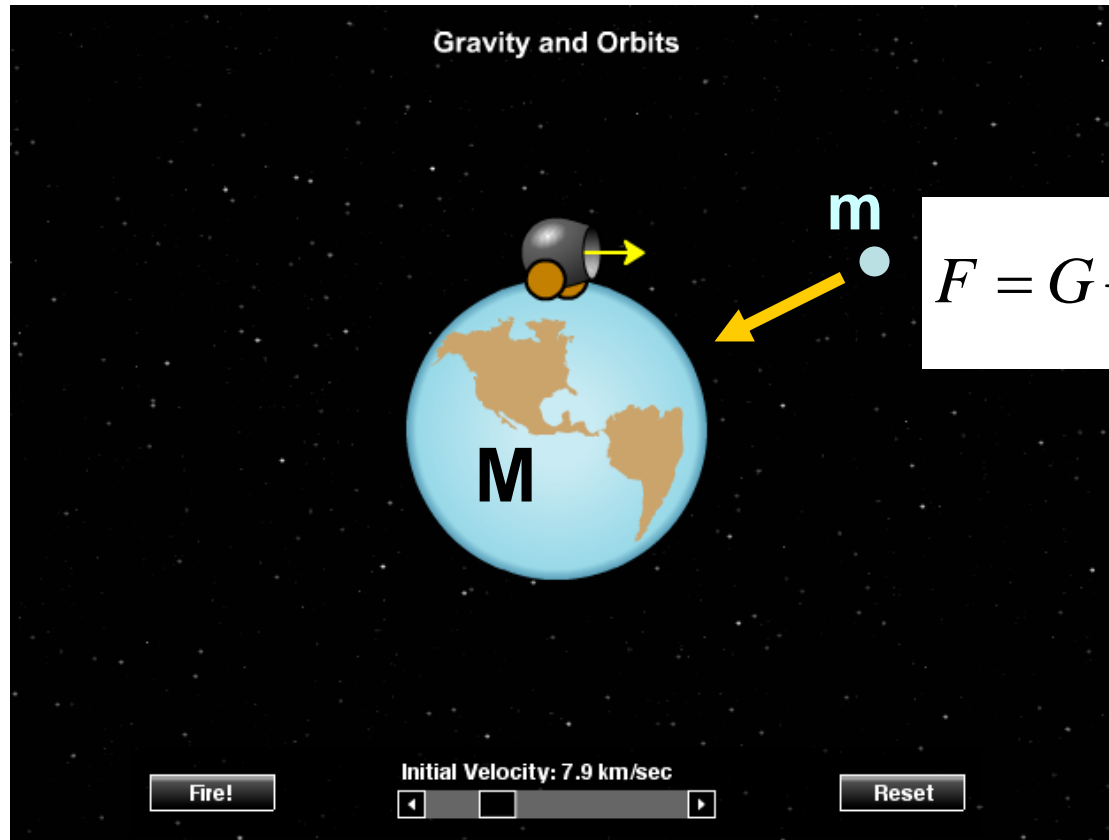 Gravity and Orbits
m
F = G
M
Initial Velocity: 7.9 km/sec
Fire!
Reset